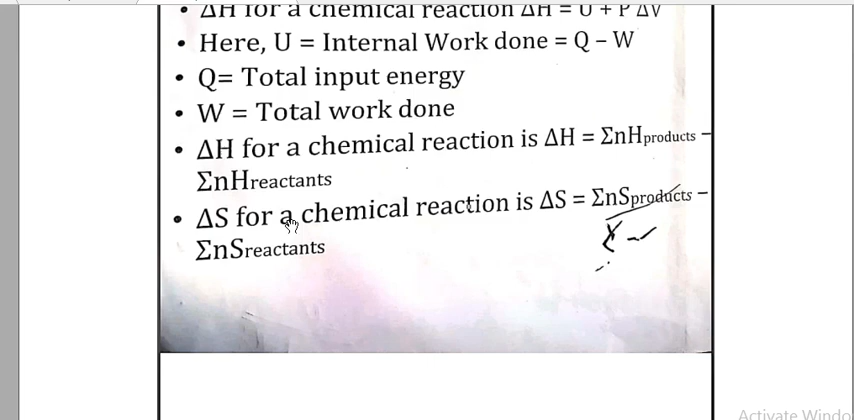 • ΔH for a chemical reaction ΔH = U + P ΔV
• Here, U = Internal Work done = Q – W
• Q= Total input energy
• W = Total work done
• ΔH for a chemical reaction is ΔH = ΣnHproducts –
ΣnHreactants
• ΔS for a chemical reaction is ΔS = ΣnSproducts –
ΣnSreactants
Activate Windo